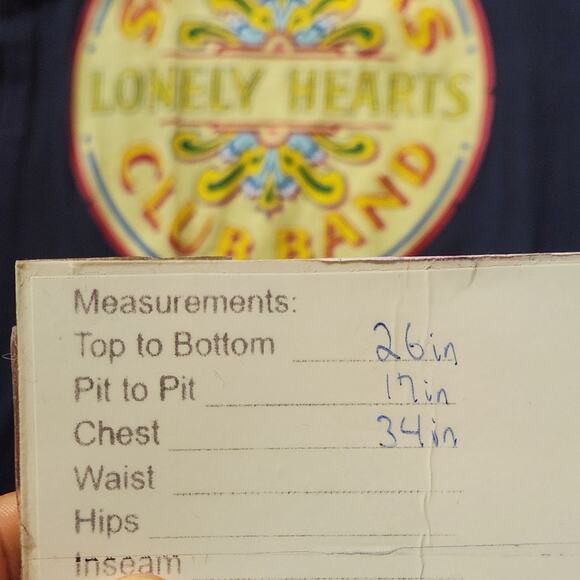 LONELY HEARTS
CLUB BAND
Measurements:
Top to Bottom 26in
Pit to Pit 17in
Chest 34in
Waist
Hips
Inseam